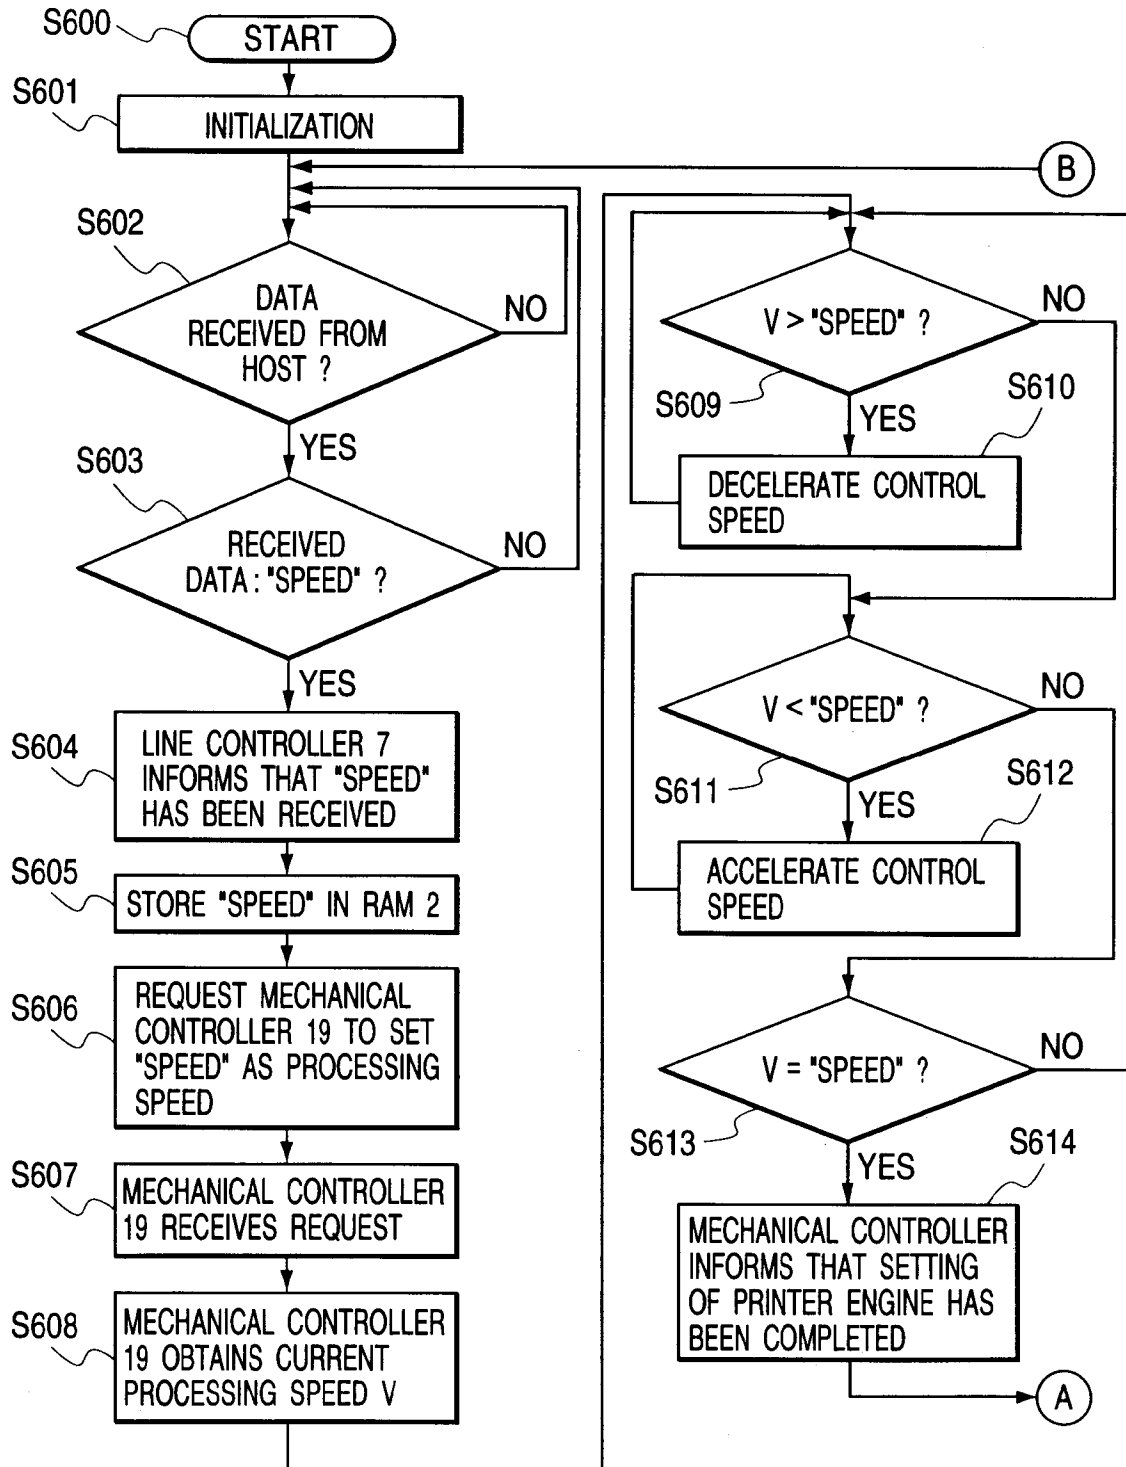 S600
START
S601
INITIALIZATION
B
S602
DATA
RECEIVED FROM
HOST ?
NO
YES
S603
RECEIVED
DATA : "SPEED" ?
NO
YES
S604
LINE CONTROLLER 7
INFORMS THAT "SPEED"
HAS BEEN RECEIVED
S605
STORE "SPEED" IN RAM 2
S606
REQUEST MECHANICAL
CONTROLLER 19 TO SET
"SPEED" AS PROCESSING
SPEED
S607
MECHANICAL CONTROLLER
19 RECEIVES REQUEST
S608
MECHANICAL CONTROLLER
19 OBTAINS CURRENT
PROCESSING SPEED V
V > "SPEED" ?
NO
S609
YES
S610
DECELERATE CONTROL
SPEED
V < "SPEED" ?
NO
S611
YES
S612
ACCELERATE CONTROL
SPEED
V = "SPEED" ?
NO
S613
YES
S614
MECHANICAL CONTROLLER
INFORMS THAT SETTING
OF PRINTER ENGINE HAS
BEEN COMPLETED
A